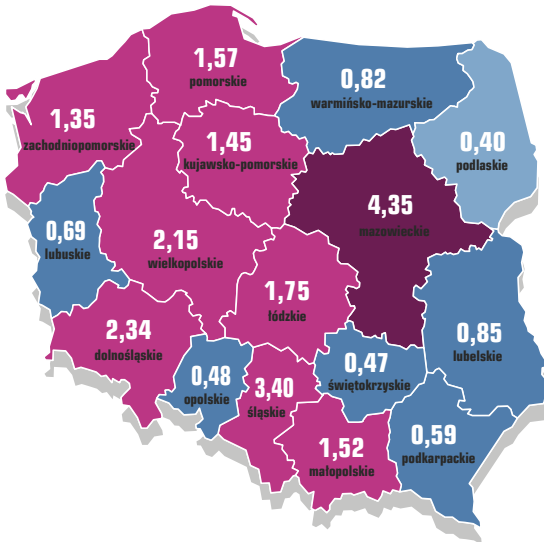 1,57
pomorskie
0,82
warmińsko-mazurskie
1,35
zachodniopomorskie
1,45
kujawsko-pomorskie
0,40
podlaskie
4,35
mazowieckie
0,69
lubuskie
2,15
wielkopolskie
1,75
łódzkie
2,34
dolnośląskie
0,85
lubelskie
0,48
opolskie
3,40
śląskie
0,47
świętokrzyskie
1,52
małopolskie
0,59
podkarpackie